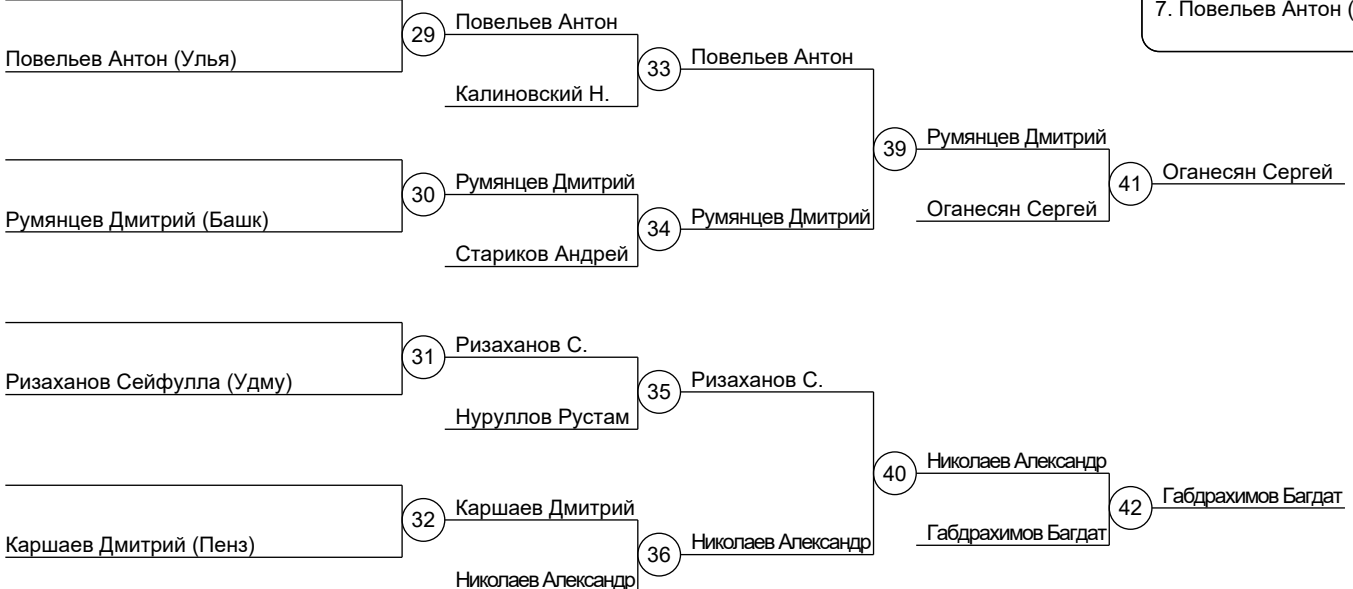 7. Повельев Антон (
29
Повельев Антон
Повельев Антон (Улья)
33
Повельев Антон
Калиновский Н.
39
Румянцев Дмитрий
30
Румянцев Дмитрий
41
Оганесян Сергей
Румянцев Дмитрий (Башк)
34
Румянцев Дмитрий
Оганесян Сергей
Стариков Андрей
31
Ризаханов С.
Ризаханов Сейфулла (Удму)
35
Ризаханов С.
Нуруллов Рустам
40
Николаев Александр
32
Каршаев Дмитрий
42
Габдрахимов Багдат
Каршаев Дмитрий (Пенз)
36
Николаев Александр
Габдрахимов Багдат
Николаев Александр